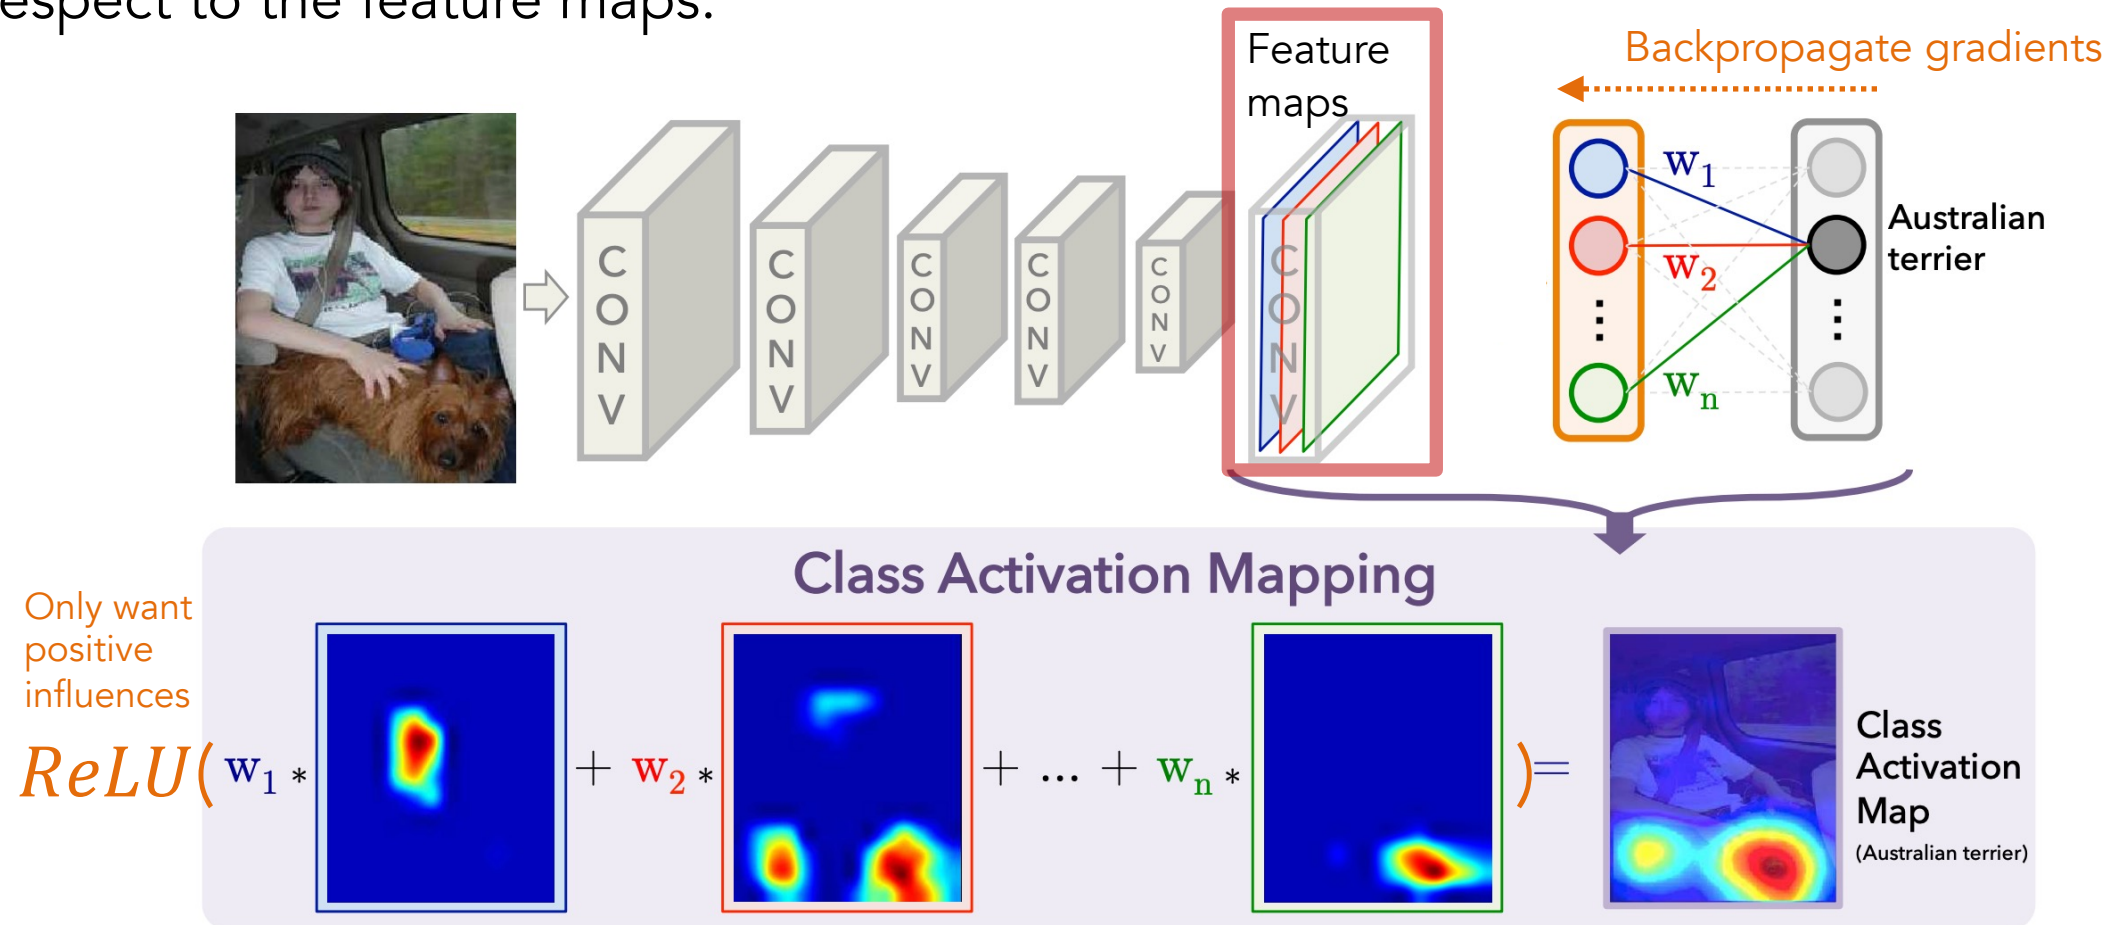 espect to the feature maps.
Feature
maps
Backpropagate gradients
CONV
CONV
CONV
CONV
CONV
CONV
w1
w2
wn
Australian
terrier
Class Activation Mapping
Only want
positive
influences
ReLU( w1 * + w2 * + ... + wn * ) =
Class
Activation
Map
(Australian terrier)